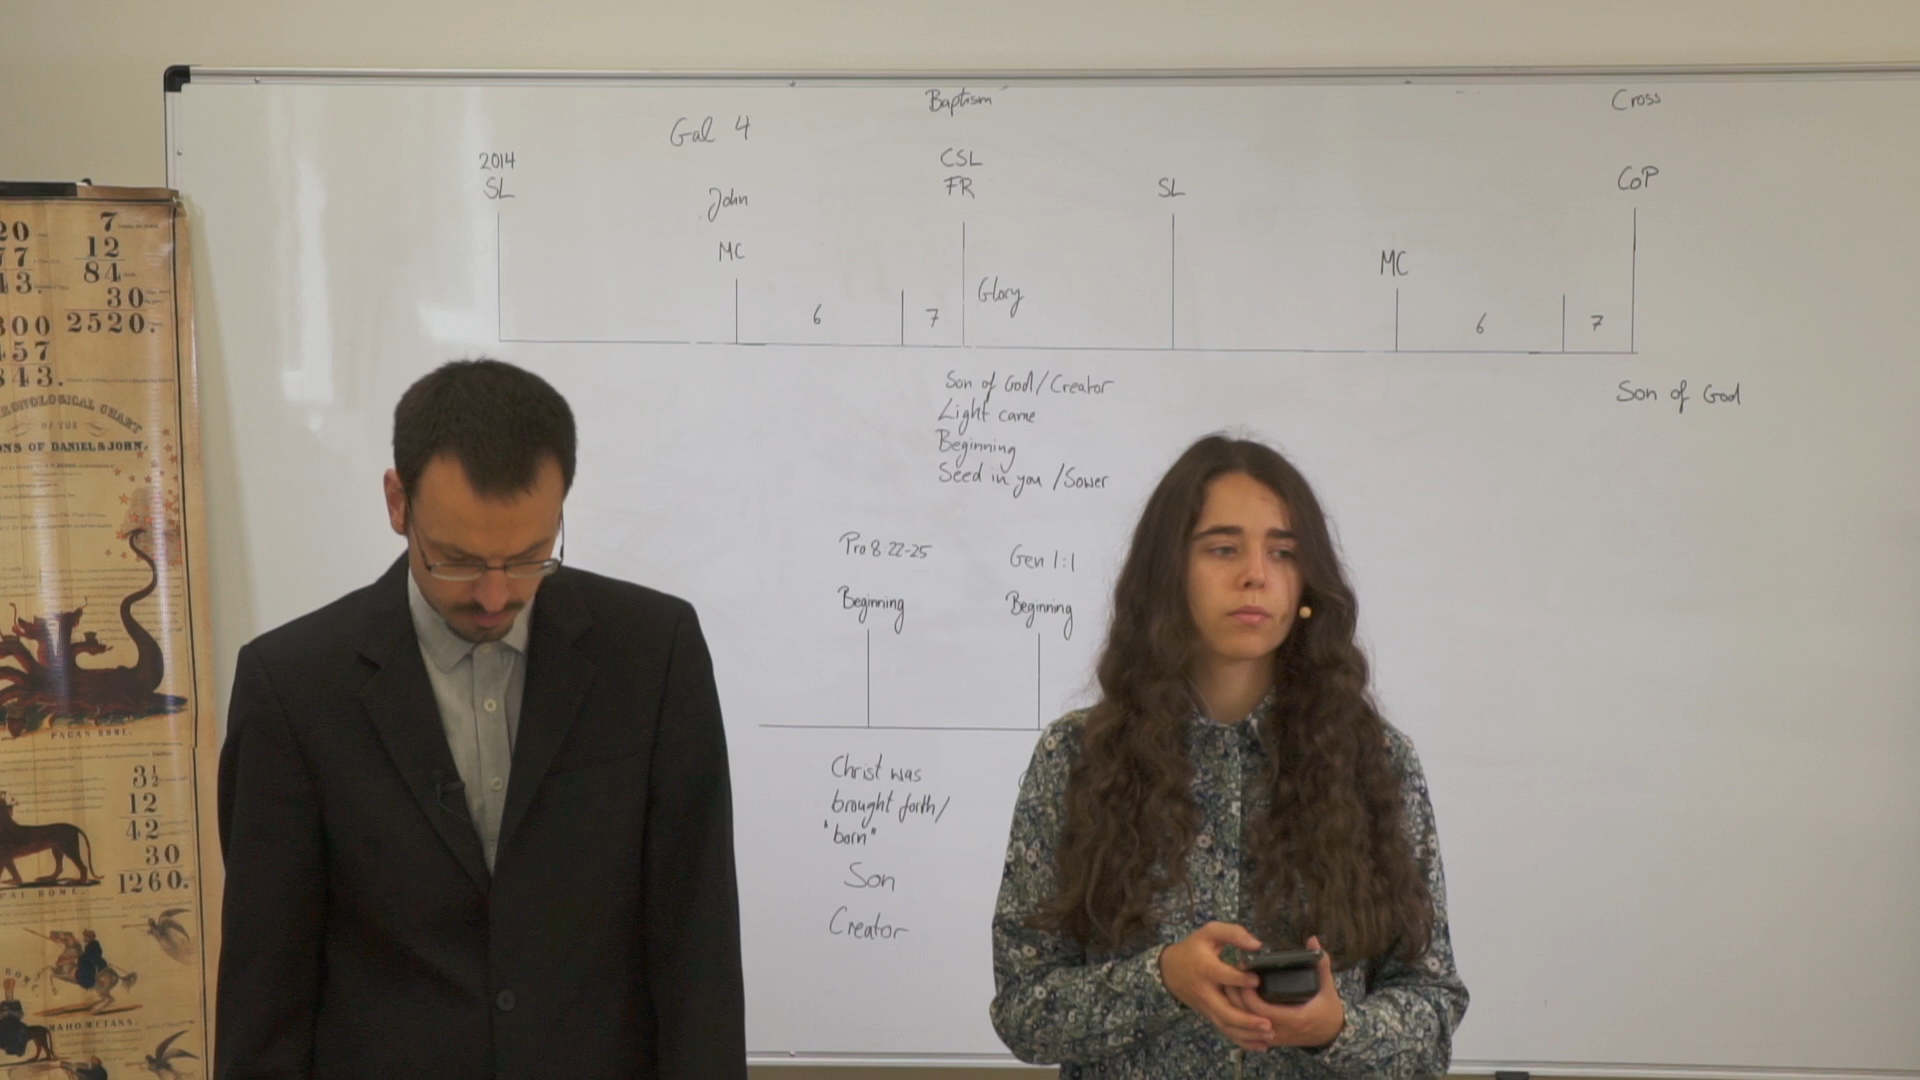 Baptism
Cross
Gal 4
2014
SL
John
MC
CSL
FR
SL
CoP
MC
6
7
Glory
6
7
Son of God/Creator
Light came
Beginning
Seed in you /Sower
Son of God
Pro 8:22-25
Gen 1:1
Beginning
Beginning
Christ was
brought forth/
"born"
Son
Creator
20
77
13.
7
12
84
30
300 2520.
457
843.
CHRONOLOGICAL CHART
OF THE
VISIONS OF DANIEL & JOHN.
PAGAN ROME.
3½
12
42
30
1260.
PAPAL ROME.
MAHOMETANS.